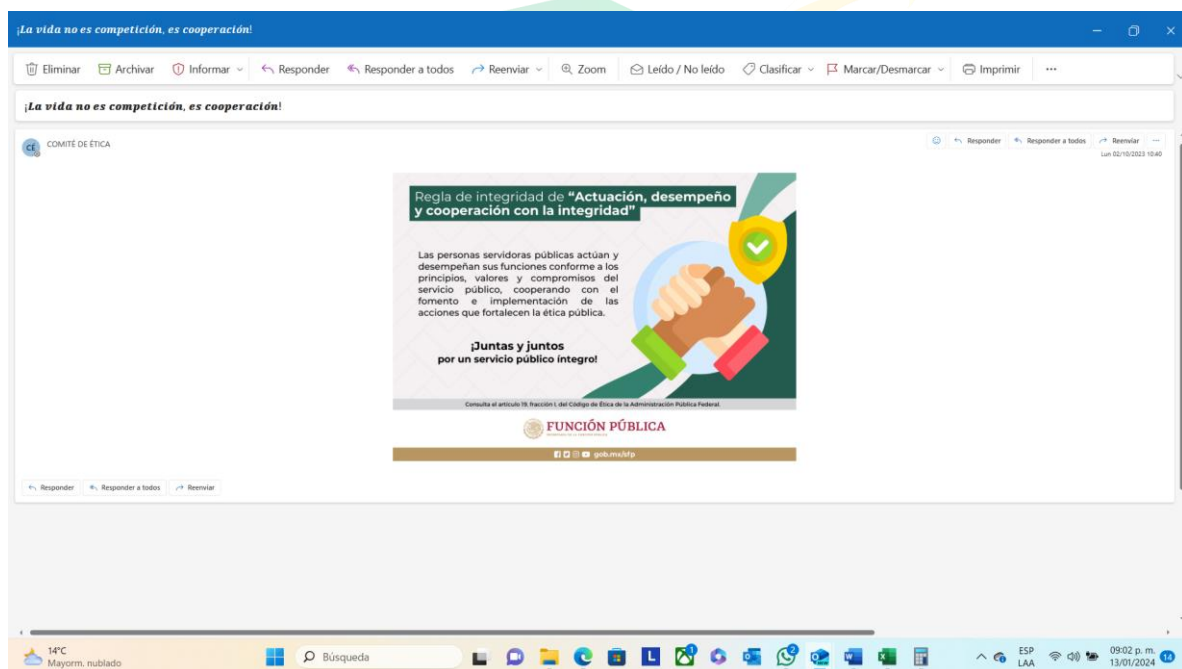 ¡La vida no es competición, es cooperación!
Eliminar Archivar Informar Responder Responder a todos Reenviar Zoom Leído / No leído Clasificar Marcar/Desmarcar Imprimir
¡La vida no es competición, es cooperación!
CÉ COMITÉ DE ÉTICA
Responder Responder a todos Reenviar
Lun 02/10/2023 10:40
Regla de integridad de “Actuación, desempeño
y cooperación con la integridad”
Las personas servidoras públicas actúan y
desempeñan sus funciones conforme a los
principios, valores y compromisos del
servicio público, cooperando con el
fomento e implementación de las
acciones que fortalecen la ética pública.
¡Juntas y juntos
por un servicio público íntegro!
Consulta el artículo 19, fracción I, del Código de Ética de la Administración Pública Federal.
FUNCIÓN PÚBLICA
gob.mx/sfp
Responder Responder a todos Reenviar
14°C
Mayorm. nublado
Búsqueda
ESP
LAA
09:02 p. m.
13/01/2024
14